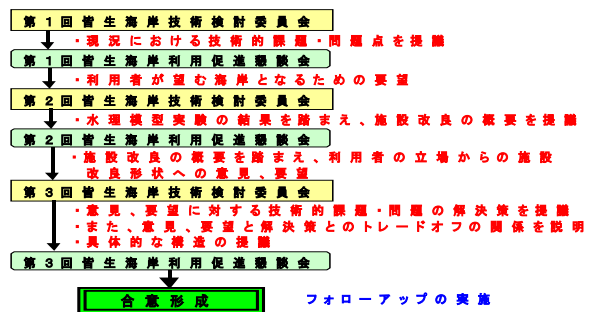 第1回皆生海岸技術検討委員会
・現況における技術的課題・問題点を提議
第1回皆生海岸利用促進懇談会
・利用者が望む海岸となるための要望
第2回皆生海岸技術検討委員会
・水理模型実験の結果を踏まえ、施設改良の概要を提議
第2回皆生海岸利用促進懇談会
・施設改良の概要を踏まえ、利用者の立場からの施設
改良形状への意見、要望
第3回皆生海岸技術検討委員会
・意見、要望に対する技術的課題・問題の解決策を提議
・また、意見、要望と解決策とのトレードオフの関係を説明
・具体的な構造の提議
第3回皆生海岸利用促進懇談会
合意形成
フォローアップの実施